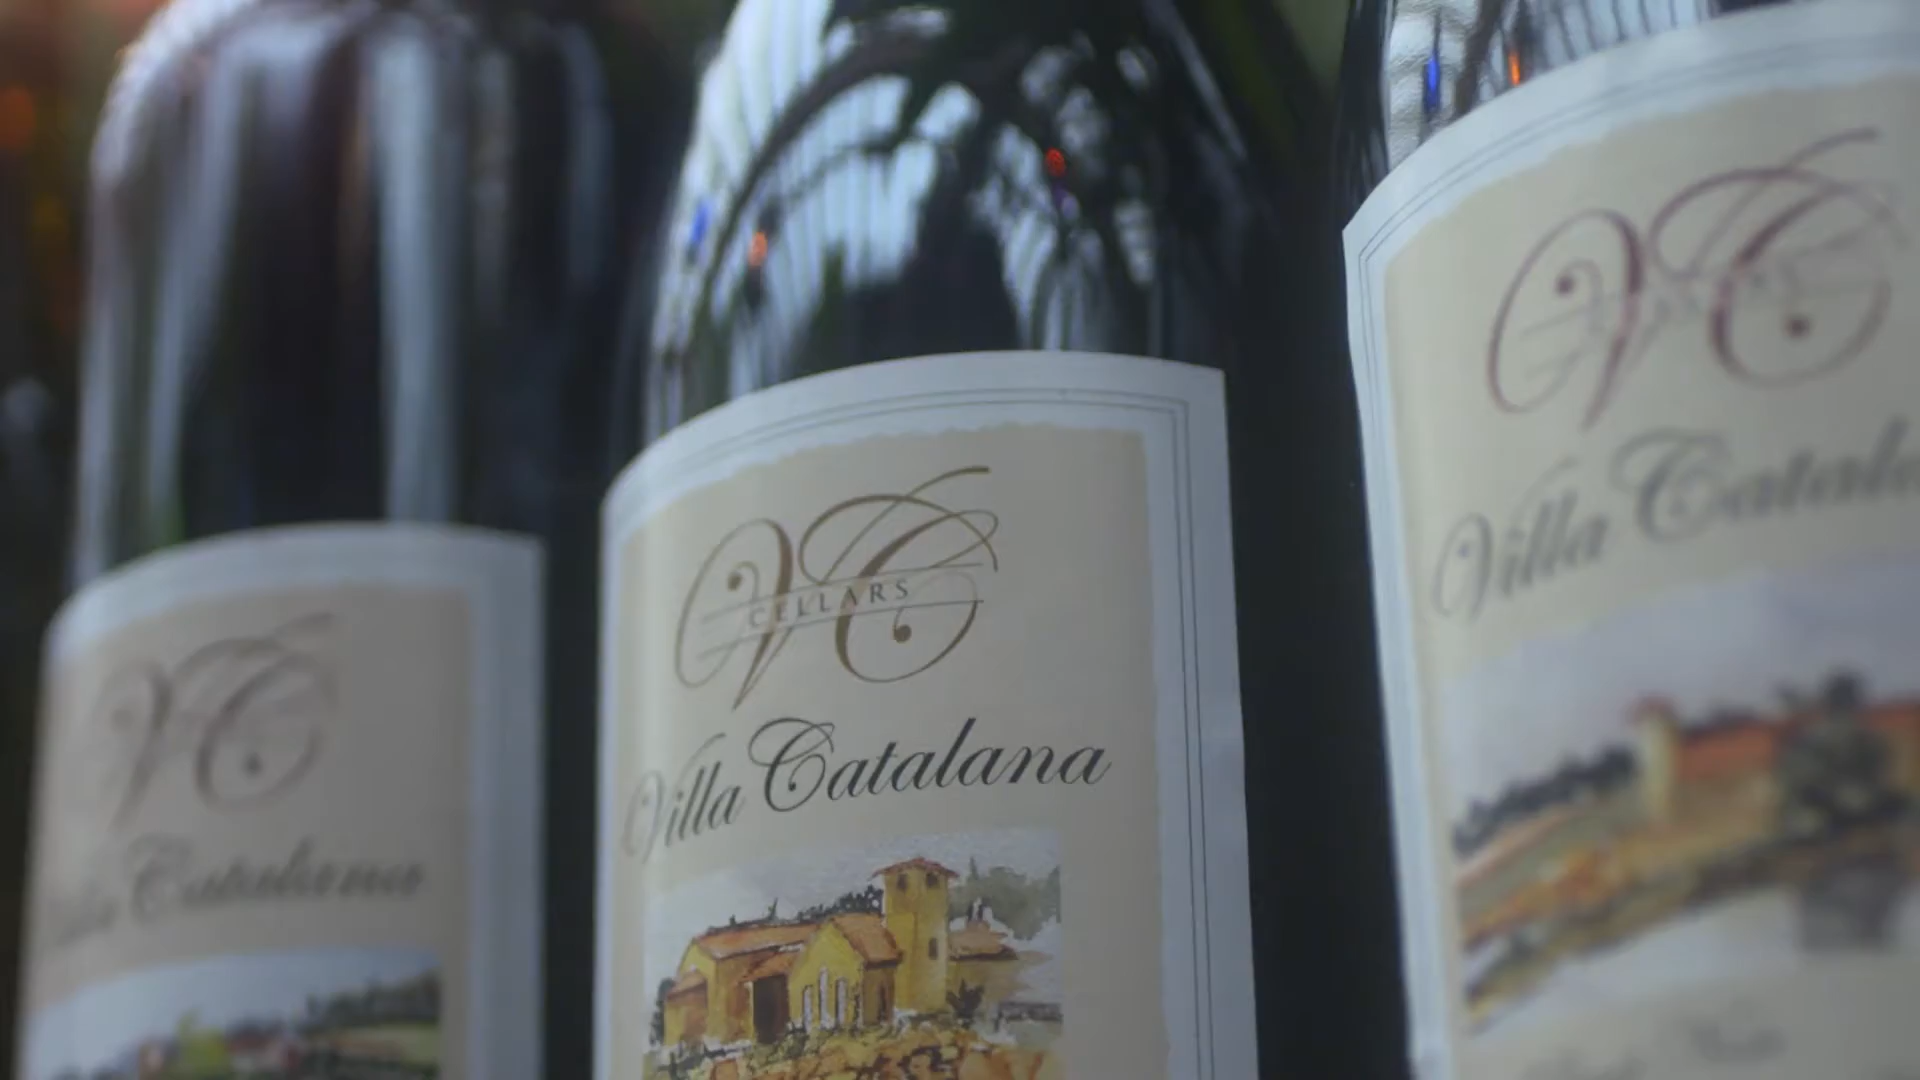 VC
Catalana
VC
CELLARS
Villa Catalana
VC
Villa